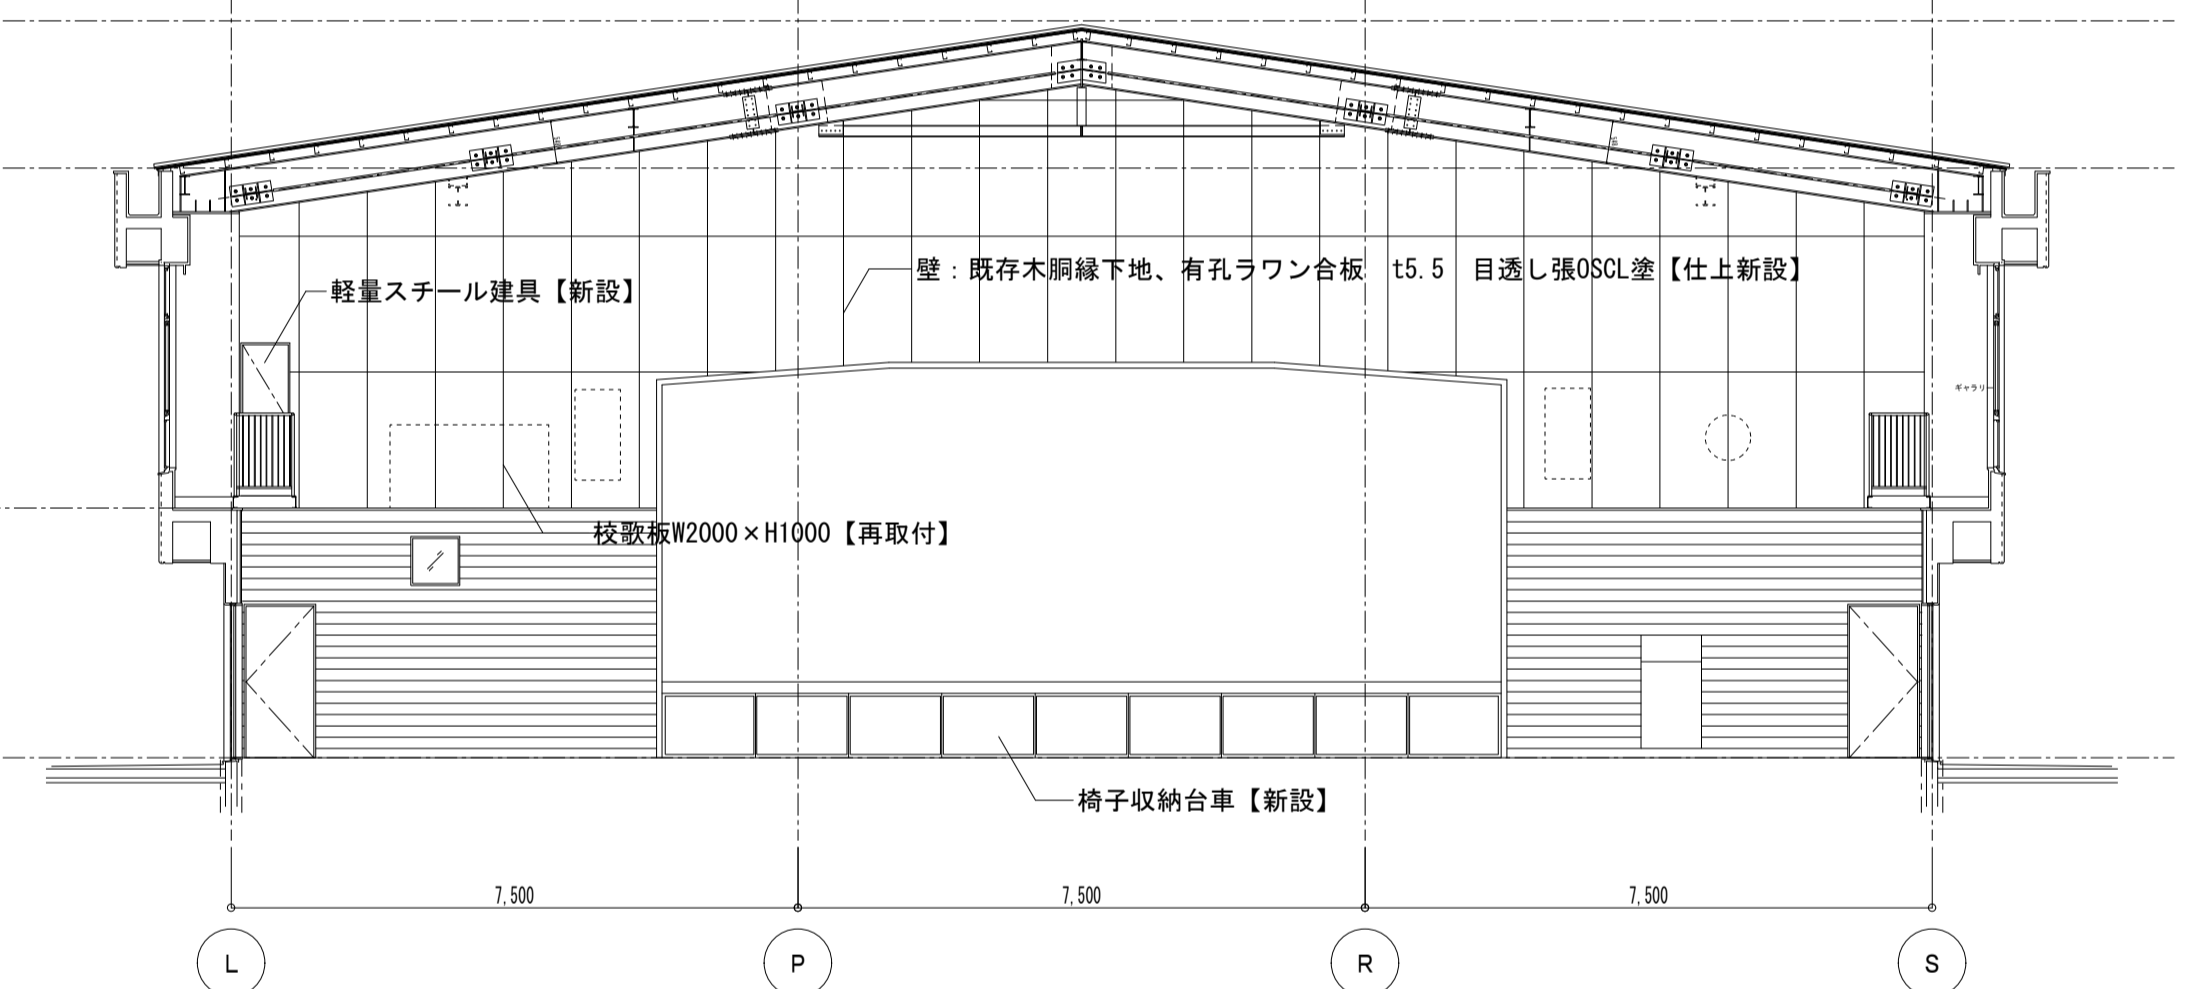 壁：既存木胴縁下地、有孔ラワン合板　t5.5　目透し張OSCL塗【仕上新設】
軽量スチール建具【新設】
ギャラリ
校歌板W2000×H1000【再取付】
椅子収納台車【新設】
7,500
7,500
7,500
L
P
R
S